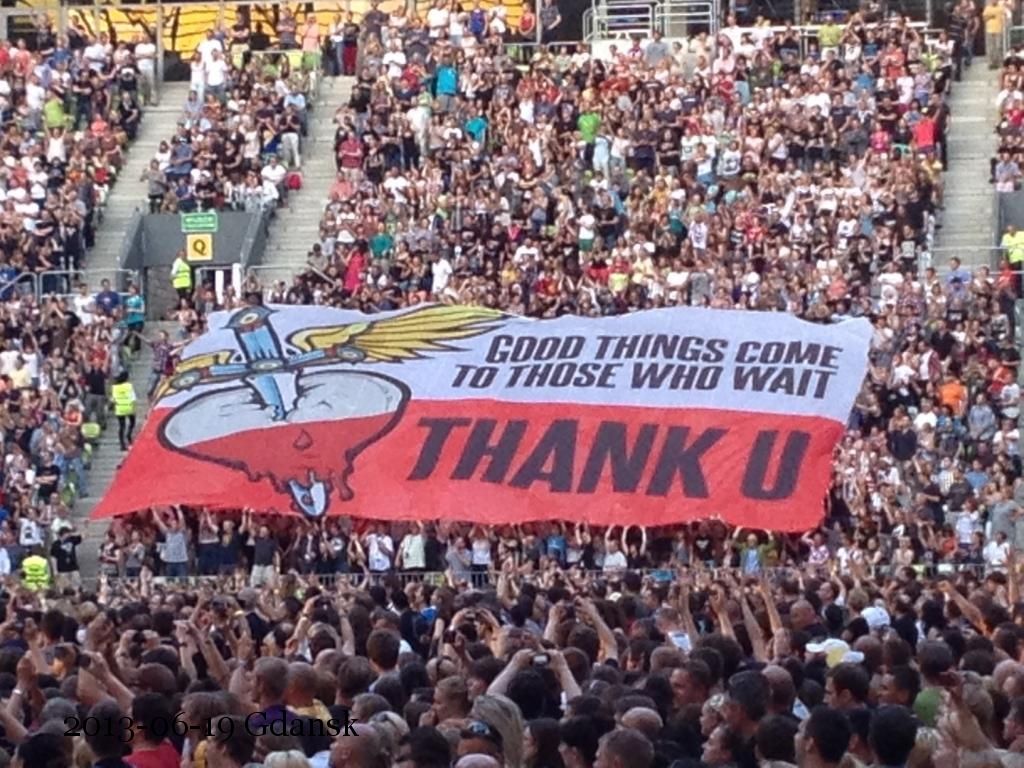 Q
GOOD THINGS COME
TO THOSE WHO WAIT
THANK U
2013-06-19 Gdansk